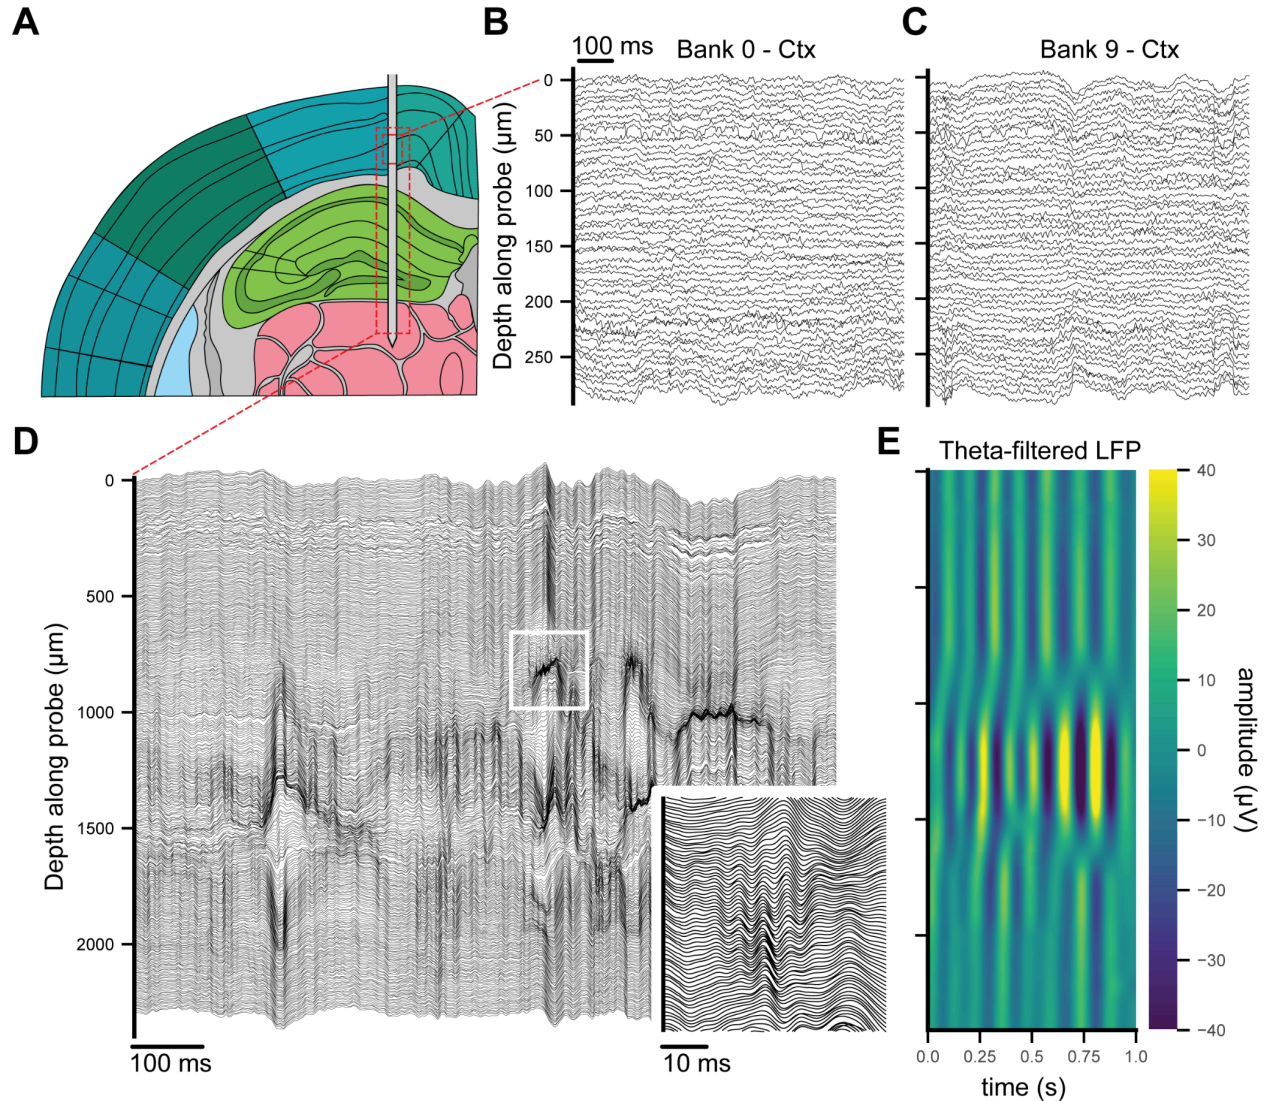 A
B
100 ms
Bank 0 - Ctx
Depth along probe (µm)
0
50
100
150
200
250
C
Bank 9 - Ctx
D
Depth along probe (µm)
0
500
1000
1500
2000
100 ms
10 ms
E
Theta-filtered LFP
40
30
20
10
0
−10
−20
−30
−40
amplitude (µV)
0.0 0.25 0.5 0.75 1.0
time (s)